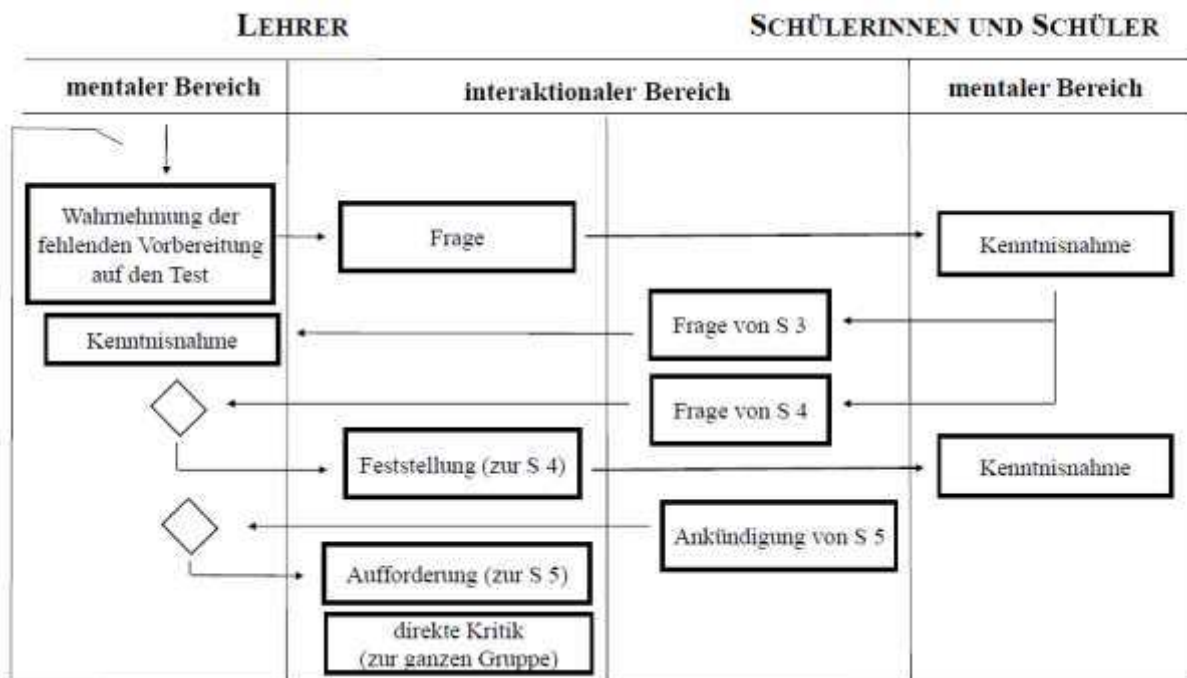 LEHRER SCHÜLERINNEN UND SCHÜLER
mentaler Bereich interaktionaler Bereich mentaler Bereich
Wahrnehmung der
fehlenden Vorbereitung
auf den Test
Frage
Kenntnisnahme
Kenntnisnahme
Frage von S 3
Frage von S 4
Feststellung (zur S 4)
Kenntnisnahme
Ankündigung von S 5
Aufforderung (zur S 5)
direkte Kritik
(zur ganzen Gruppe)